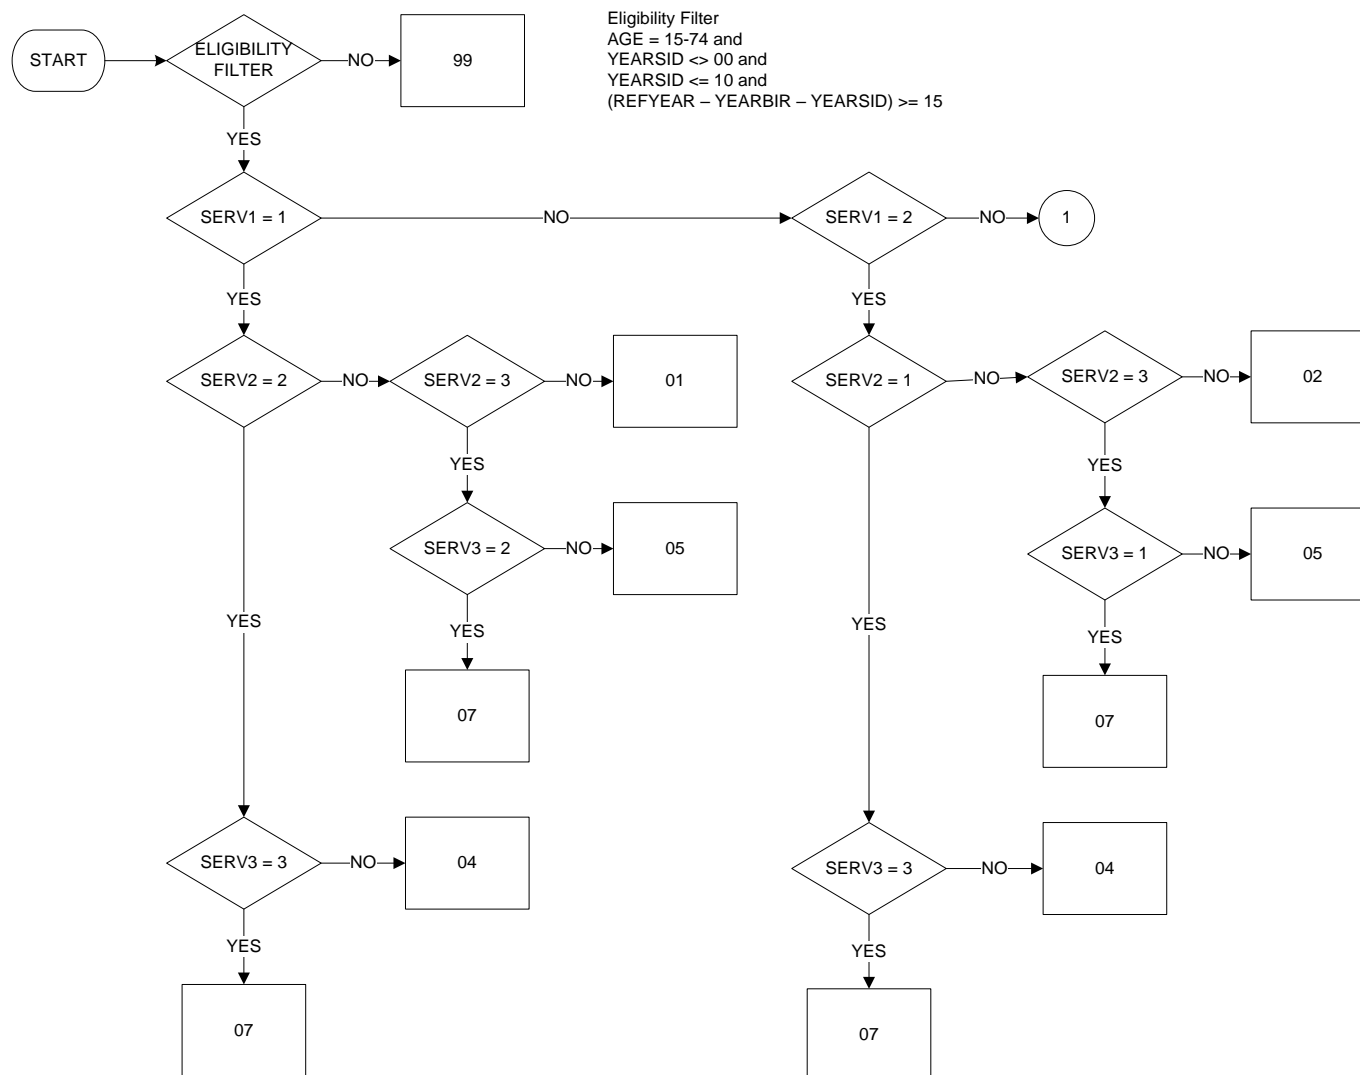 START
ELIGIBILITY
FILTER
NO
99
Eligibility Filter
AGE = 15-74 and
YEARSID <> 00 and
YEARSID <= 10 and
(REFYEAR – YEARBIR – YEARSID) >= 15
YES
SERV1 = 1
NO
SERV1 = 2
NO
1
YES
YES
SERV2 = 2
NO
SERV2 = 3
NO
01
SERV2 = 1
NO
SERV2 = 3
NO
02
YES
YES
SERV3 = 2
NO
05
SERV3 = 1
NO
05
YES
YES
YES
YES
07
07
SERV3 = 3
NO
04
SERV3 = 3
NO
04
YES
YES
07
07